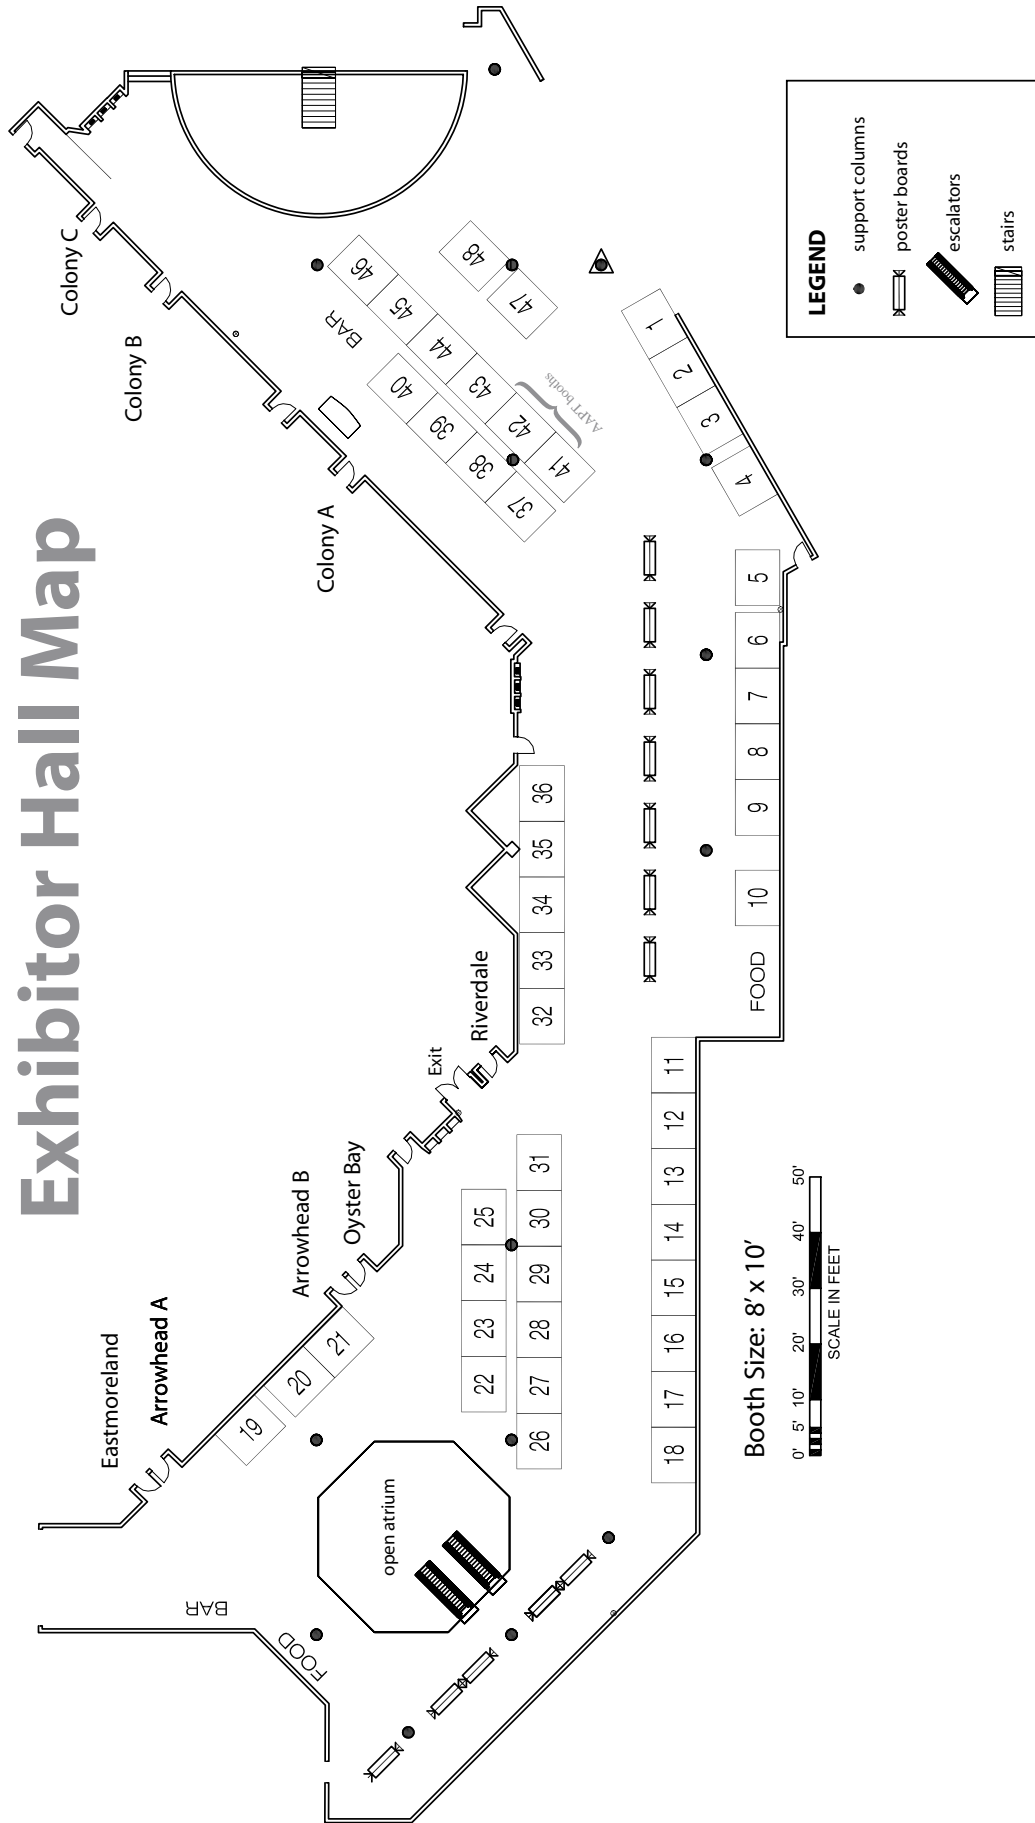 Exhibitor Hall Map
Eastmoreland
Arrowhead A
Arrowhead B
Oyster Bay
Exit
Riverdale
Colony A
Colony B
Colony C
BAR
FOOD
open atrium
19
20
21
22
23
24
25
26
27
28
29
30
31
32
33
34
35
36
37
38
39
40
BAR
41
42
43
44
45
46
AAPT booths
47
48
18
17
16
15
14
13
12
11
FOOD
10
9
8
7
6
5
4
3
2
1
Booth Size: 8’ x 10’
0' 5' 10' 20' 30' 40' 50'
SCALE IN FEET
LEGEND
support columns
poster boards
escalators
stairs